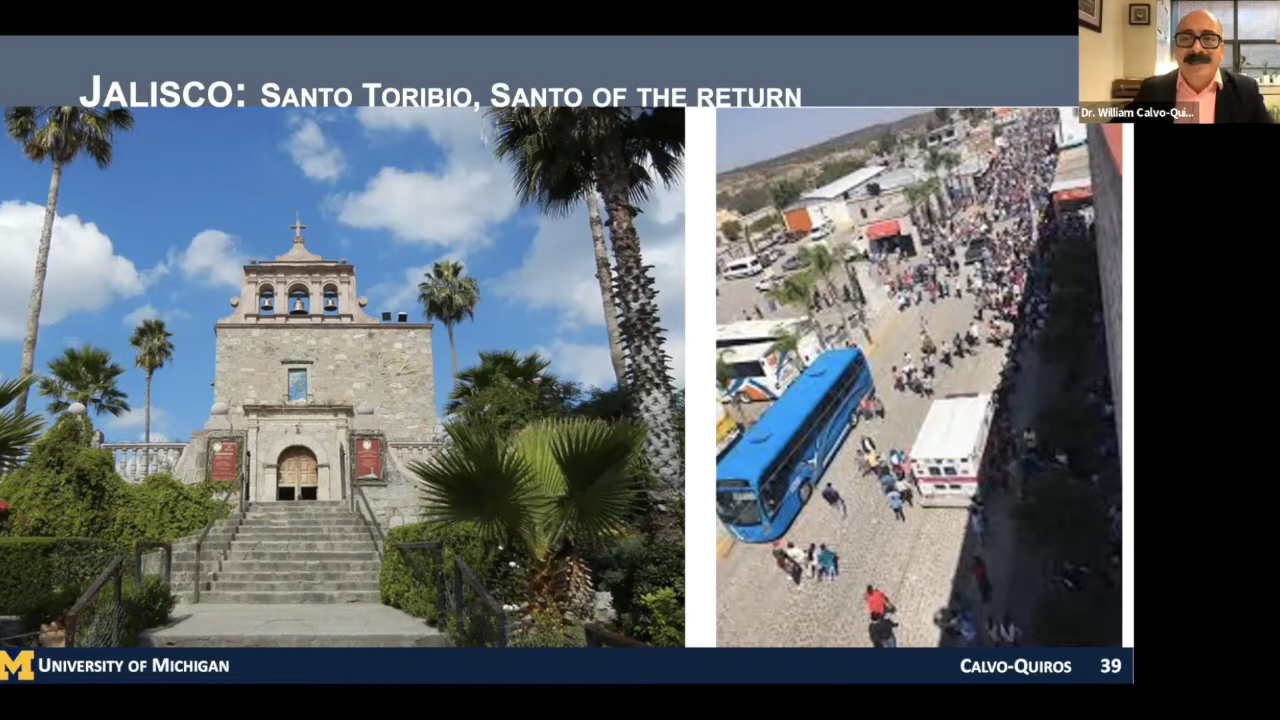 JALISCO: SANTO TORIBIO, SANTO OF THE RETURN
Dr. William Calvo-Qui...
M UNIVERSITY OF MICHIGAN
CALVO-QUIROS 39